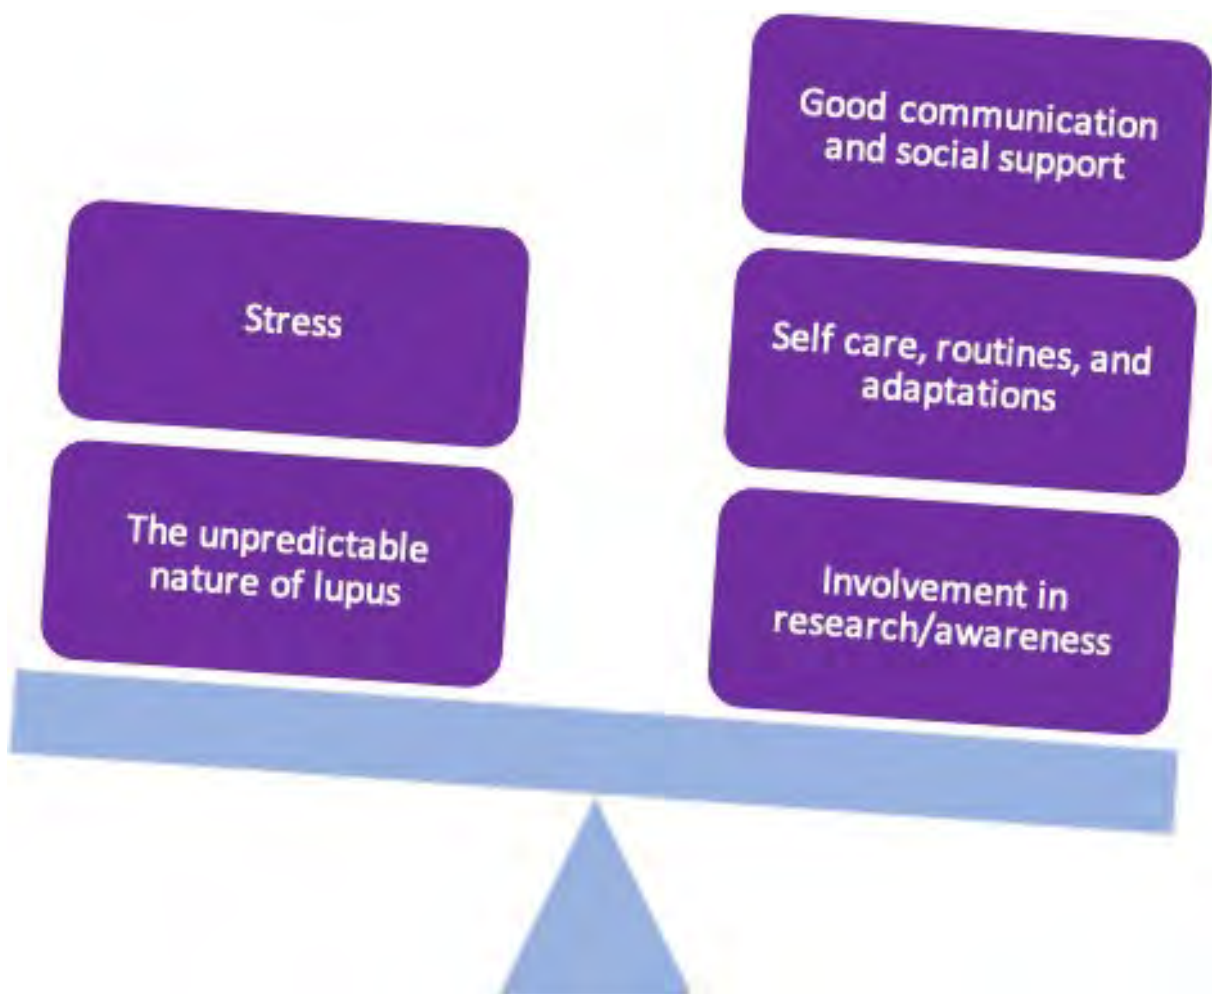 Stress
The unpredictable
nature of lupus
Good communication
and social support
Self care, routines, and
adaptations
Involvement in
research/awareness